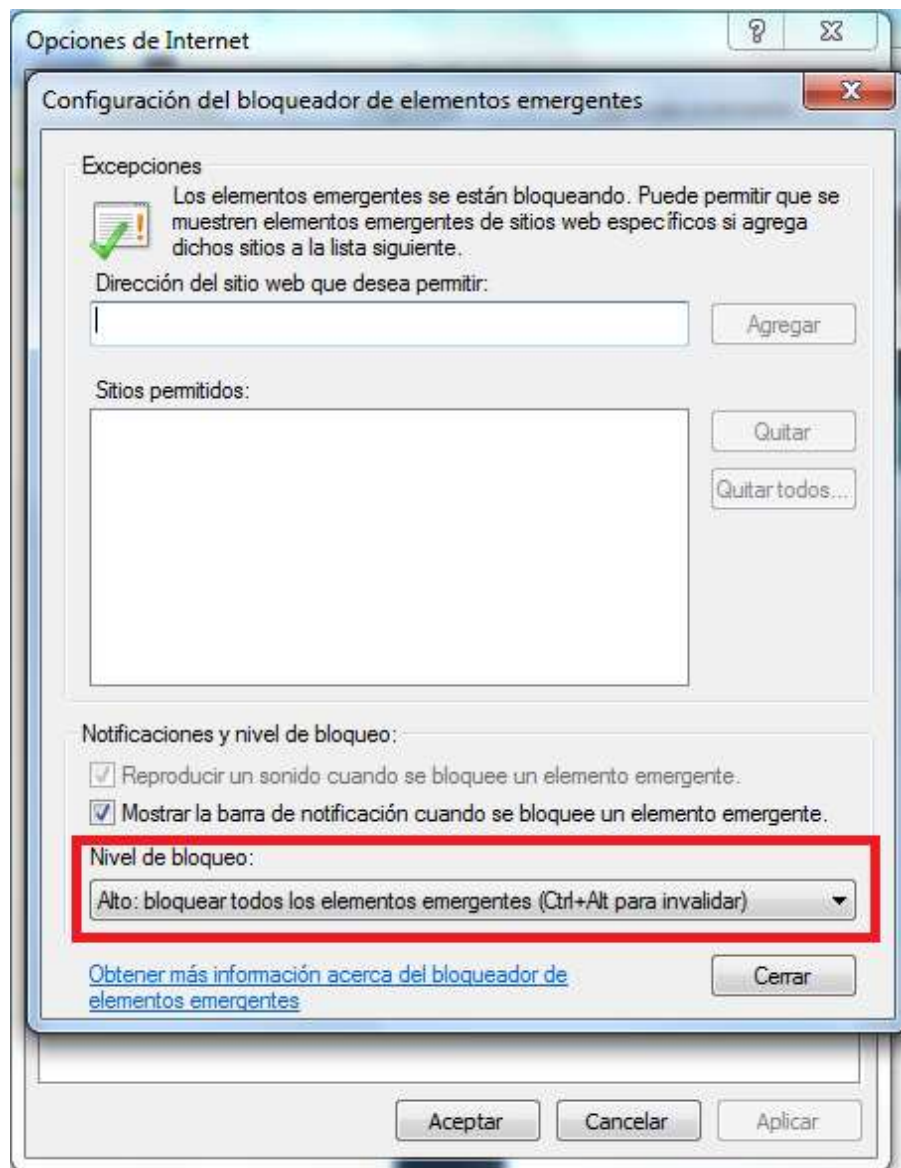 Opciones de Internet
Configuración del bloqueador de elementos emergentes
Excepciones
Los elementos emergentes se están bloqueando. Puede permitir que se
muestren elementos emergentes de sitios web específicos si agrega
dichos sitios a la lista siguiente.
Dirección del sitio web que desea permitir:
Agregar
Sitios permitidos:
Quitar
Quitar todos...
Notificaciones y nivel de bloqueo:
Reproducir un sonido cuando se bloquee un elemento emergente.
Mostrar la barra de notificación cuando se bloquee un elemento emergente.
Nivel de bloqueo:
Alto: bloquear todos los elementos emergentes (Ctrl+Alt para invalidar)
Obtener más información acerca del bloqueador de
elementos emergentes
Cerrar
Aceptar
Cancelar
Aplicar